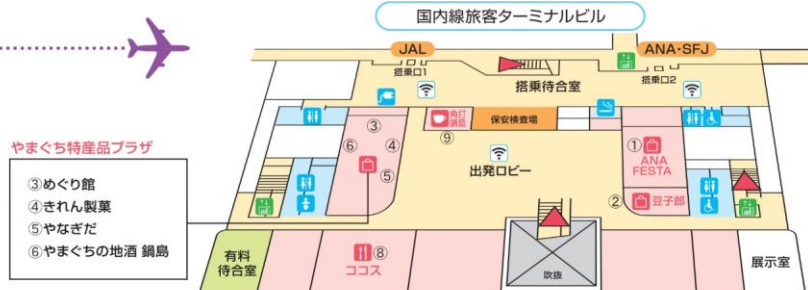 国内線旅客ターミナルビル
JAL
ANA・SFJ
搭乗口1
搭乗待合室
搭乗口2
角打
鍋島
保安検査場
③
⑨
⑥
④
①
ANA
FESTA
やまぐち特産品プラザ
出発ロビー
⑤
③めぐり館
④きれん製菓
⑤やなぎだ
⑥やまぐちの地酒 鍋島
②
豆子郎
有料
待合室
⑧
ココス
吹抜
展示室